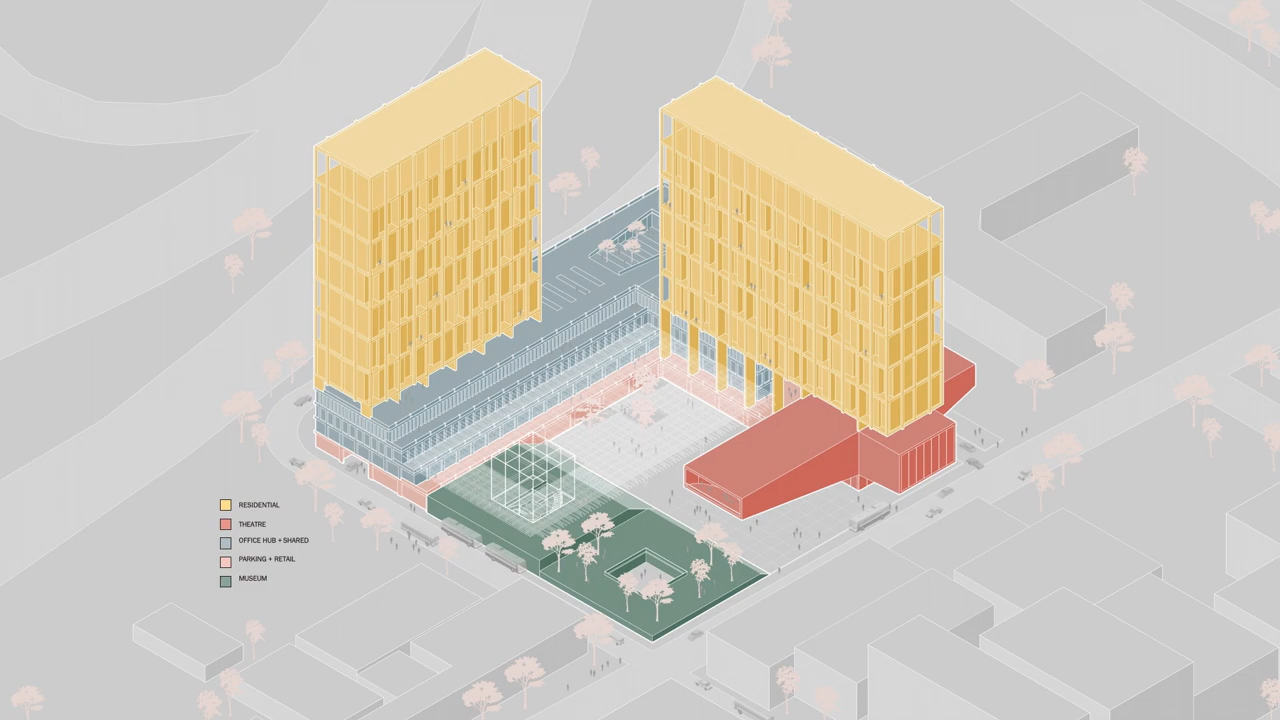 RESIDENTIAL
THEATRE
OFFICE HUB + SHARED
PARKING + RETAIL
MUSEUM